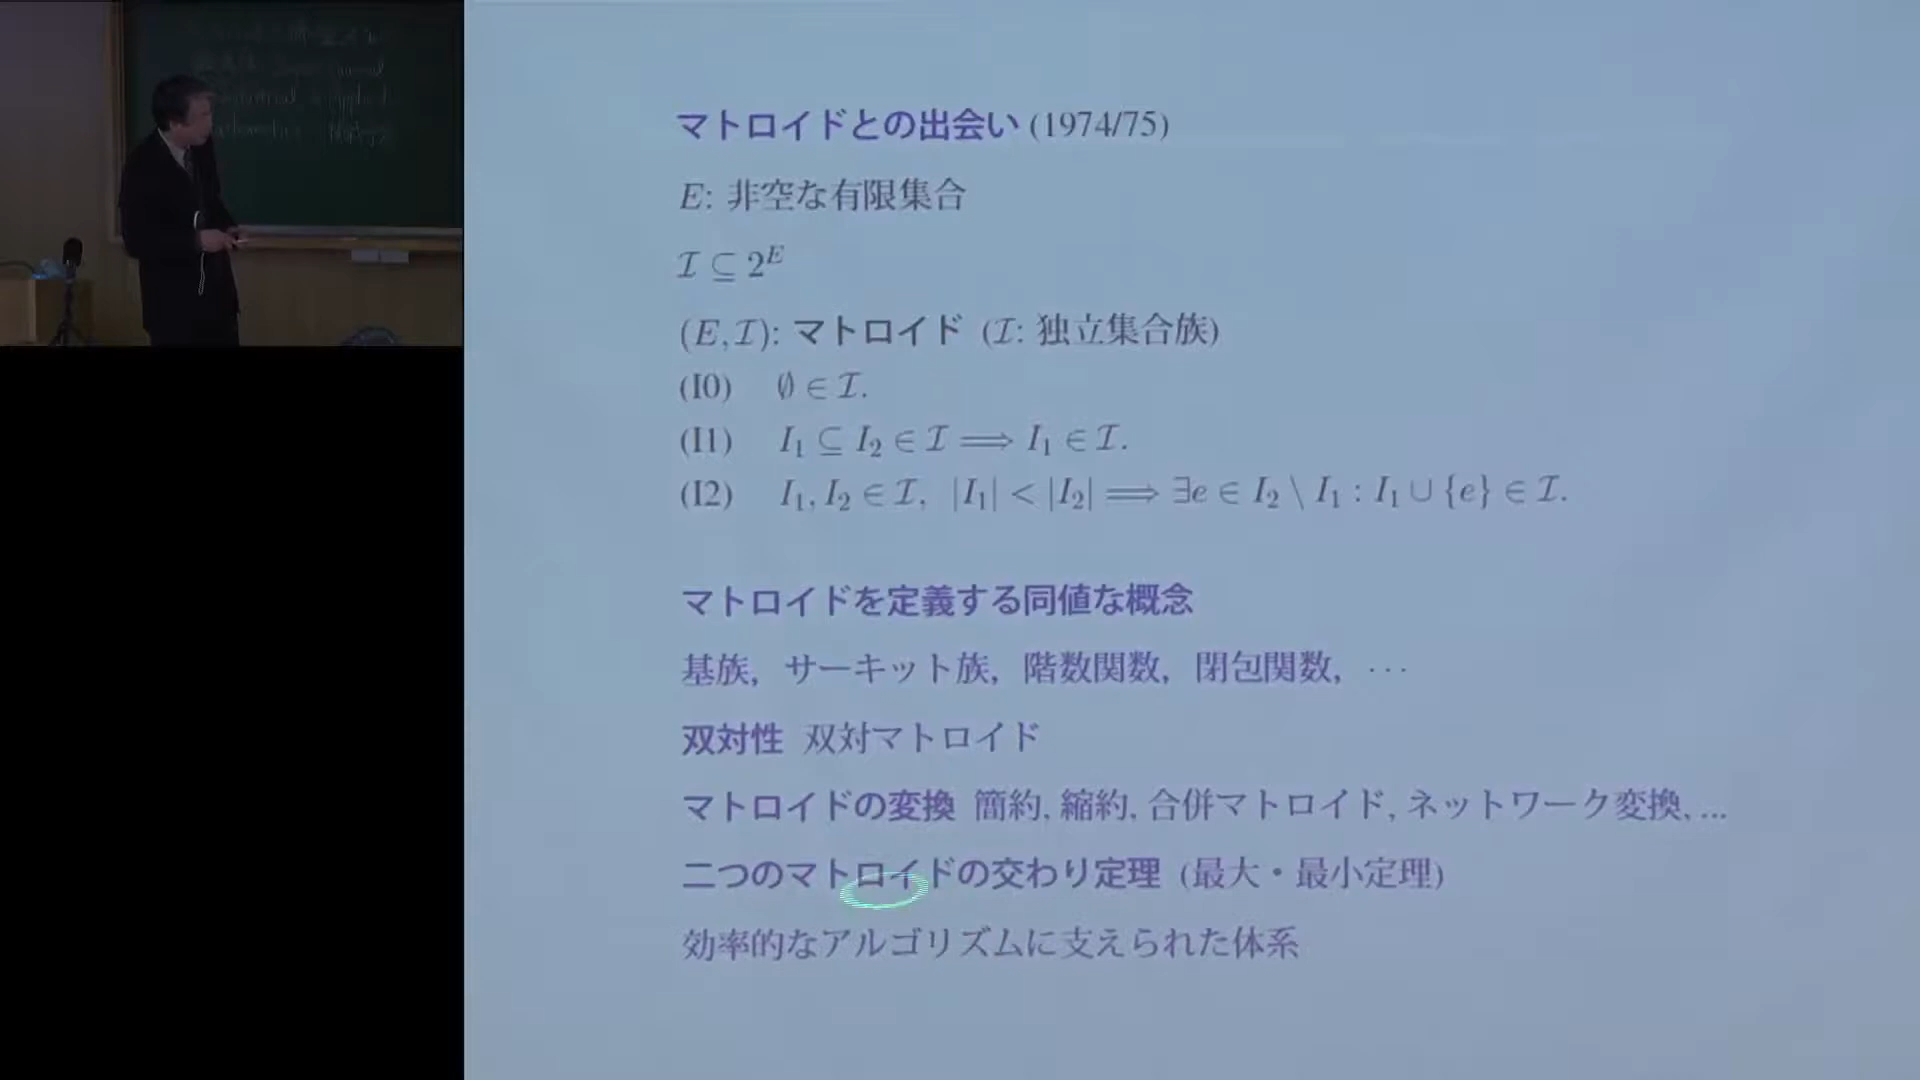 マトロイドとの出会い (1974/75)
E: 非空な有限集合
𝓘 ⊆ 2^E
(E,𝓘): マトロイド (𝓘: 独立集合族)
(I0) ∅ ∈ 𝓘.
(I1) I₁ ⊆ I₂ ∈ 𝓘 ⟹ I₁ ∈ 𝓘.
(I2) I₁, I₂ ∈ 𝓘, |I₁| < |I₂| ⟹ ∃e ∈ I₂ \ I₁ : I₁ ∪ {e} ∈ 𝓘.
マトロイドを定義する同値な概念
基族, サーキット族, 階数関数, 閉包関数, ···
双対性 双対マトロイド
マトロイドの変換 簡約, 縮約, 合併マトロイド, ネットワーク変換, ...
二つのマトロイドの交わり定理 (最大・最小定理)
効率的なアルゴリズムに支えられた体系